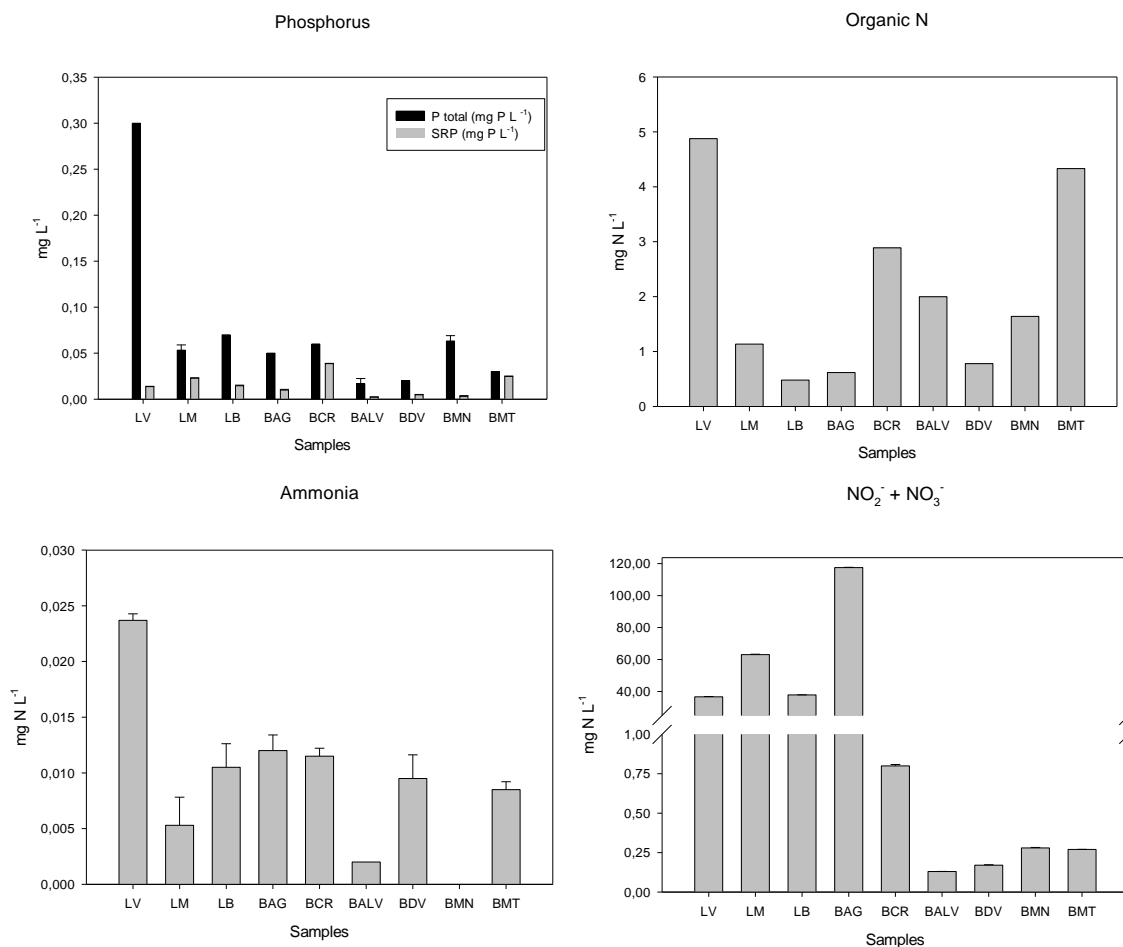 Phosphorus
0,35
0,30
0,25
0,20
0,15
0,10
0,05
0,00
mg L⁻¹
P total (mg P L⁻¹)
SRP (mg P L⁻¹)
LV LM LB BAG BCR BALV BDV BMN BMT
Samples
Organic N
6
5
4
3
2
1
0
mg N L⁻¹
LV LM LB BAG BCR BALV BDV BMN BMT
Samples
Ammonia
0,030
0,025
0,020
0,015
0,010
0,005
0,000
mg N L⁻¹
LV LM LB BAG BCR BALV BDV BMN BMT
Samples
NO₂⁻ + NO₃⁻
120,00
100,00
80,00
60,00
40,00
1,00
0,75
0,50
0,25
0,00
mg N L⁻¹
LV LM LB BAG BCR BALV BDV BMN BMT
Samples